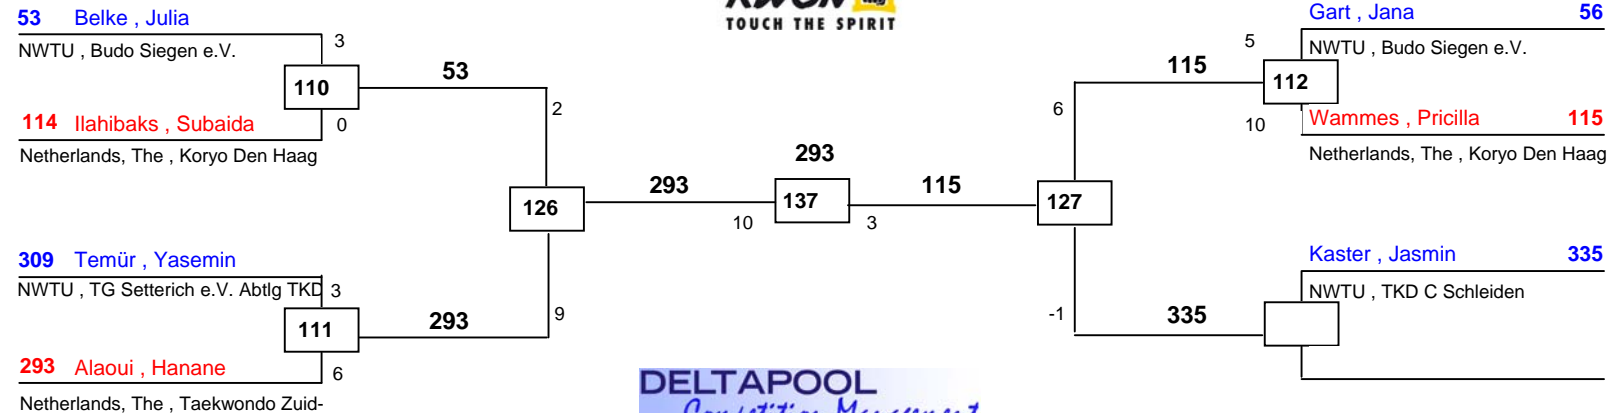 KWON
TOUCH THE SPIRIT
53 Belke , Julia
NWTU , Budo Siegen e.V.
3
110
53
114 Ilahibaks , Subaida
0
Netherlands, The , Koryo Den Haag
2
126
293
10
293
137
3
115
309 Temür , Yasemin
NWTU , TG Setterich e.V. Abtlg TKD
3
111
293
9
293 Alaoui , Hanane
6
Netherlands, The , Taekwondo Zuid-
Gart , Jana 56
5
NWTU , Budo Siegen e.V.
115
112
6
10
Wammes , Pricilla 115
Netherlands, The , Koryo Den Haag
127
Kaster , Jasmin 335
NWTU , TKD C Schleiden
-1
335
DELTAPOOL
Competition Management